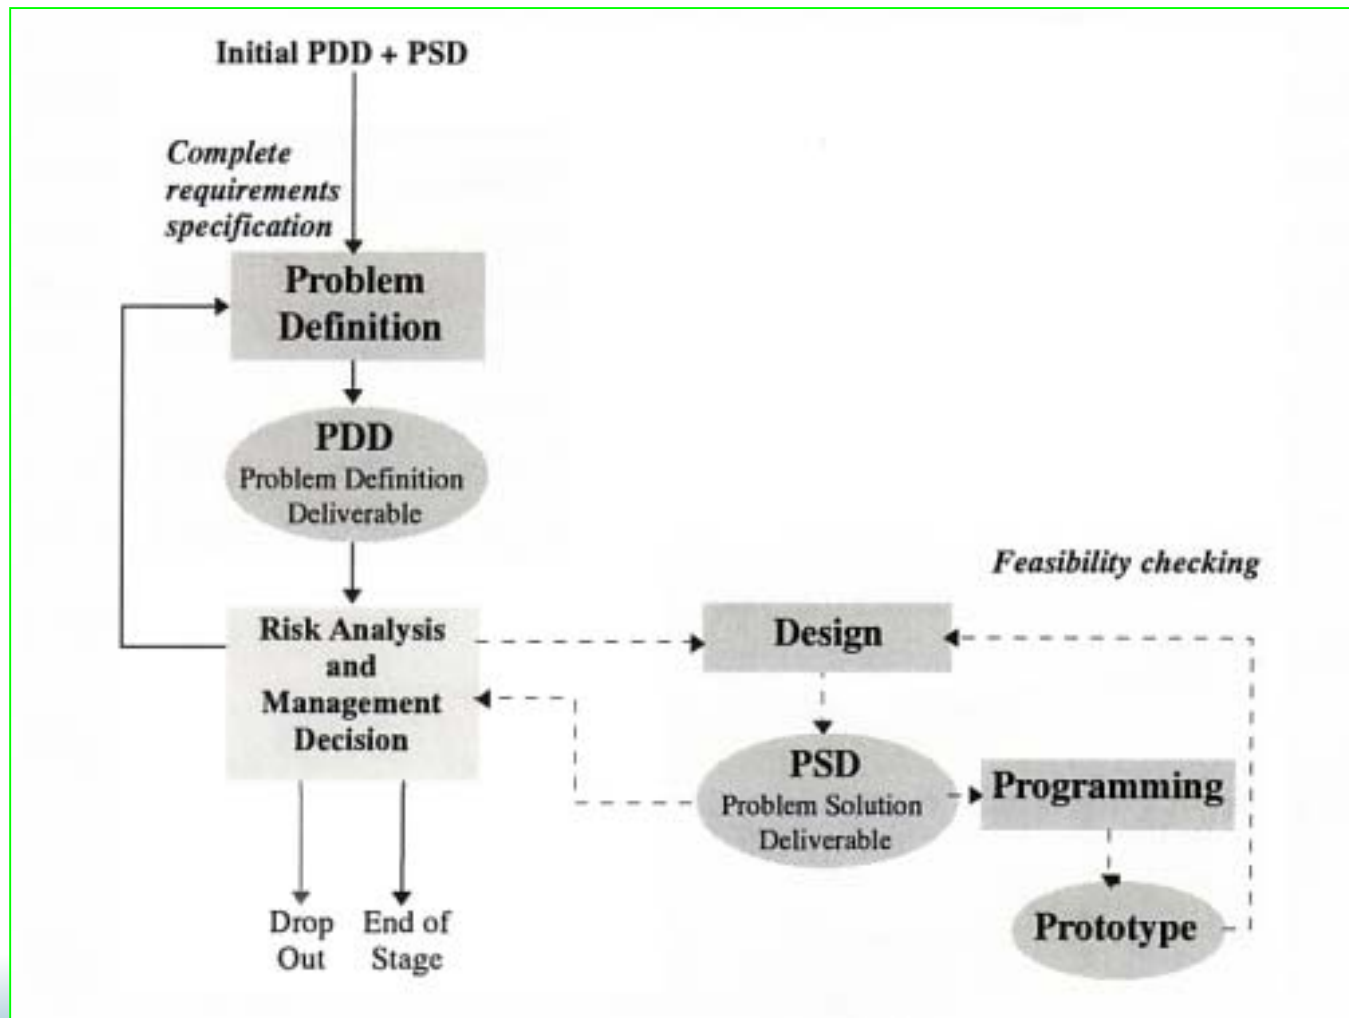 Initial PDD + PSD
Complete
requirements
specification
Problem
Definition
PDD
Problem Definition
Deliverable
Feasibility checking
Risk Analysis
and
Management
Decision
Design
PSD
Problem Solution
Deliverable
Programming
Prototype
Drop
Out
End of
Stage